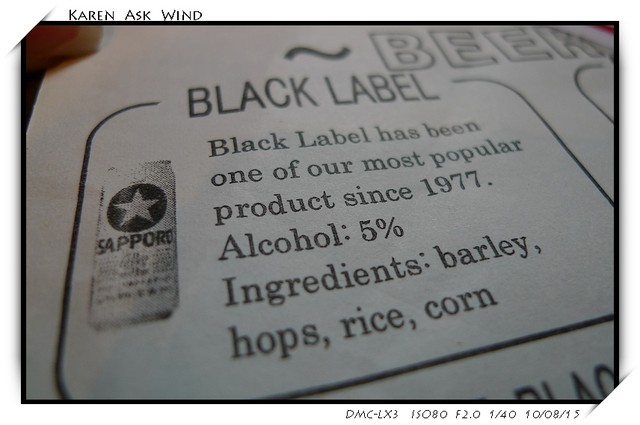 KAREN ASK WIND
~ BEER
BLACK LABEL
Black Label has been
one of our most popular
product since 1977.
Alcohol: 5%
Ingredients: barley,
hops, rice, corn
SAPPORO
DMC-LX3 ISO80 F2.0 1/40 10/08/15